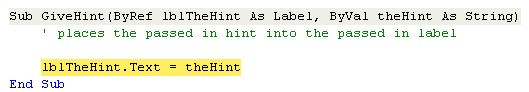 Sub GiveHint(ByRef lblTheHint As Label, ByVal theHint As String)
    ' places the passed in hint into the passed in label
    lblTheHint.Text = theHint
End Sub